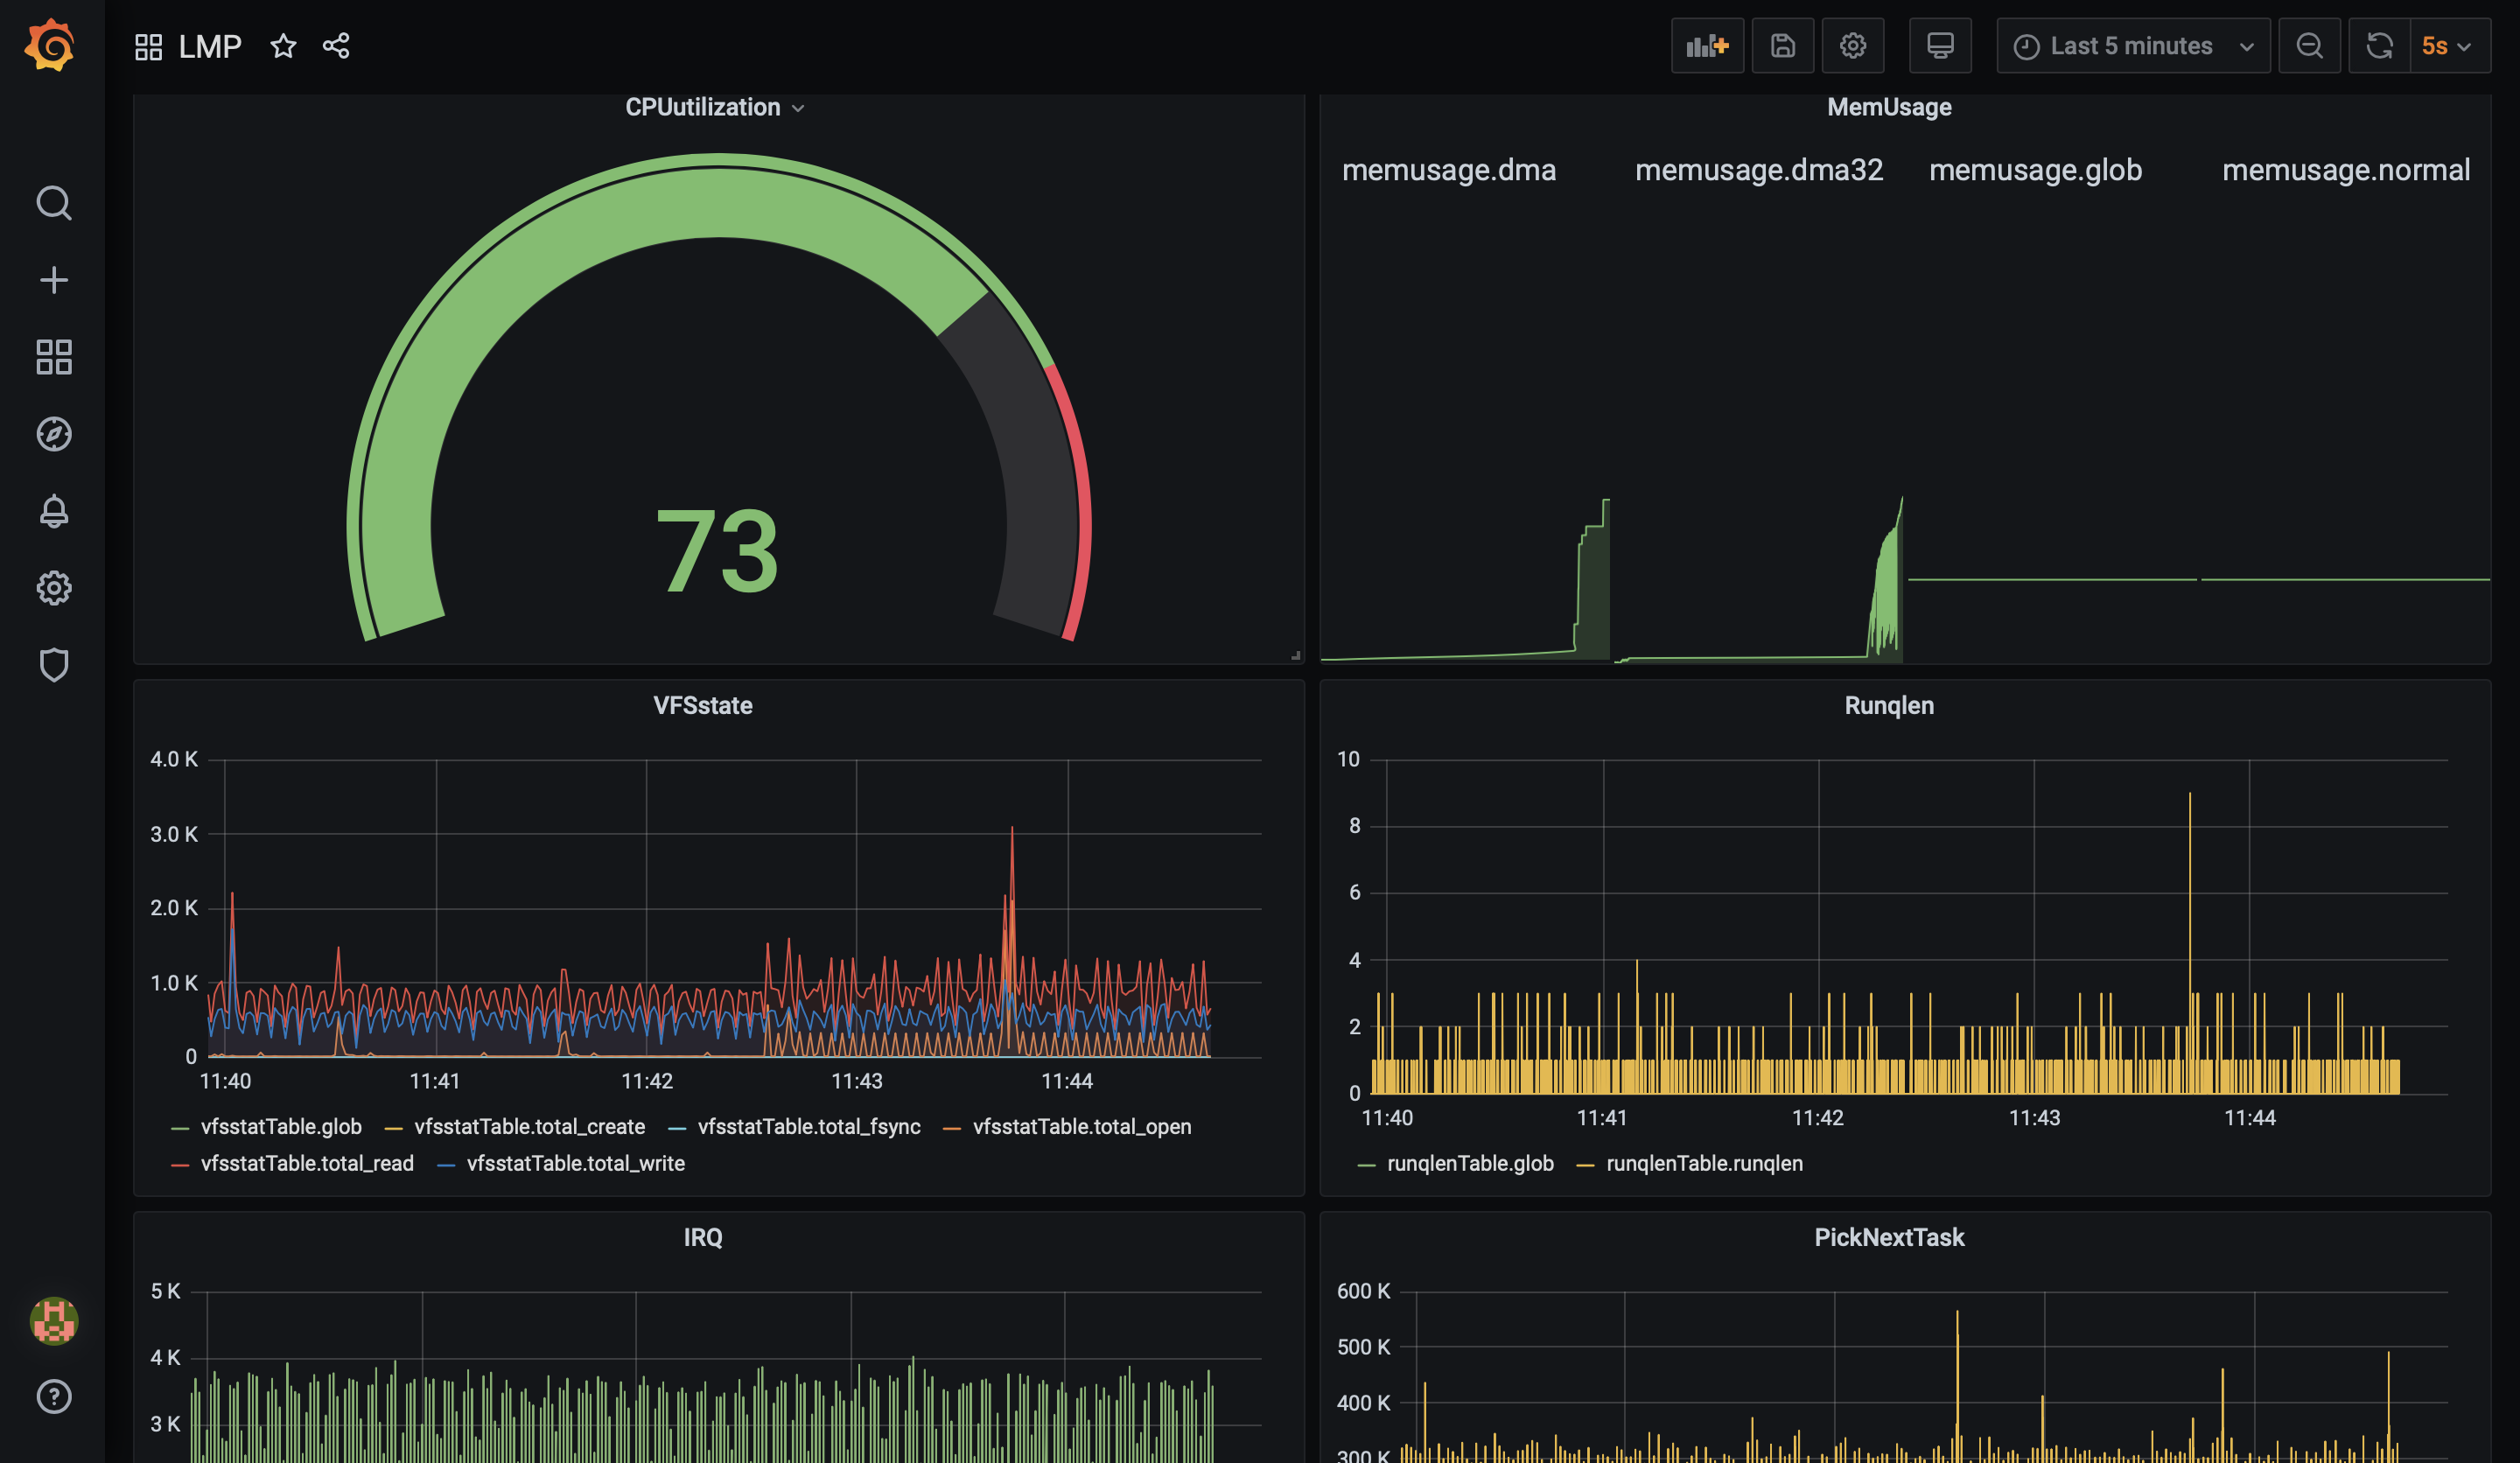 LMP
Last 5 minutes
5s
CPUutilization
73
MemUsage
memusage.dma memusage.dma32 memusage.glob memusage.normal
VFSstate
4.0 K
3.0 K
2.0 K
1.0 K
0
11:40 11:41 11:42 11:43 11:44
vfsstatTable.glob vfsstatTable.total_create vfsstatTable.total_fsync vfsstatTable.total_open
vfsstatTable.total_read vfsstatTable.total_write
Runqlen
10
8
6
4
2
0
11:40 11:41 11:42 11:43 11:44
runqlenTable.glob runqlenTable.runqlen
IRQ
5 K
4 K
3 K
PickNextTask
600 K
500 K
400 K
300 K